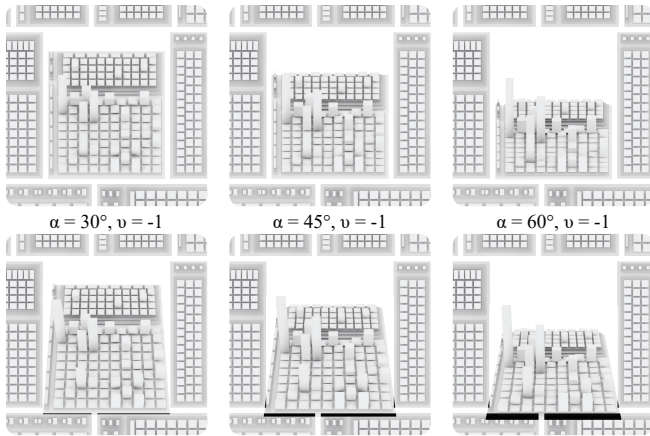 α = 30°, υ = -1
α = 45°, υ = -1
α = 60°, υ = -1